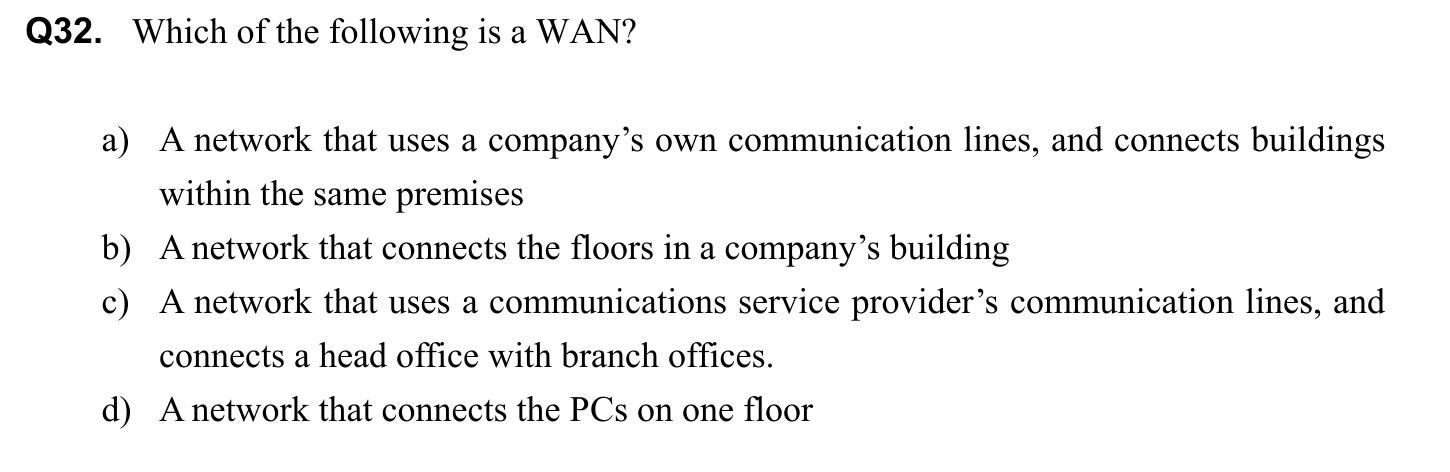 Q32. Which of the following is a WAN?
a) A network that uses a company’s own communication lines, and connects buildings
within the same premises
b) A network that connects the floors in a company’s building
c) A network that uses a communications service provider’s communication lines, and
connects a head office with branch offices.
d) A network that connects the PCs on one floor